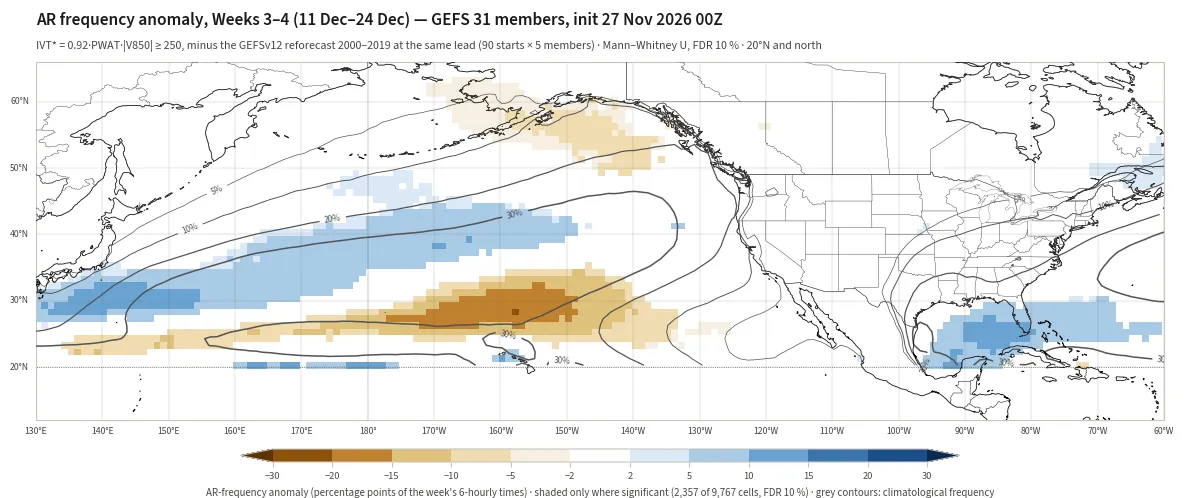 AR frequency anomaly, Weeks 3–4 (11 Dec–24 Dec) — GEFS 31 members, init 27 Nov 2026 00Z
IVT* = 0.92·PWAT·|V850| ≥ 250, minus the GEFSv12 reforecast 2000–2019 at the same lead (90 starts × 5 members) · Mann–Whitney U, FDR 10 % · 20°N and north
60°N
50°N
40°N
30°N
20°N
5%
10%
20%
30%
30%
30%
10%
30%
30
130°E 140°E 150°E 160°E 170°E 180° 170°W 160°W 150°W 140°W 130°W 120°W 110°W 100°W 90°W 80°W 70°W 60°W
−30 −20 −15 −10 −5 −2 2 5 10 15 20 30
AR-frequency anomaly (percentage points of the week's 6-hourly times) · shaded only where significant (2,357 of 9,767 cells, FDR 10 %) · grey contours: climatological frequency